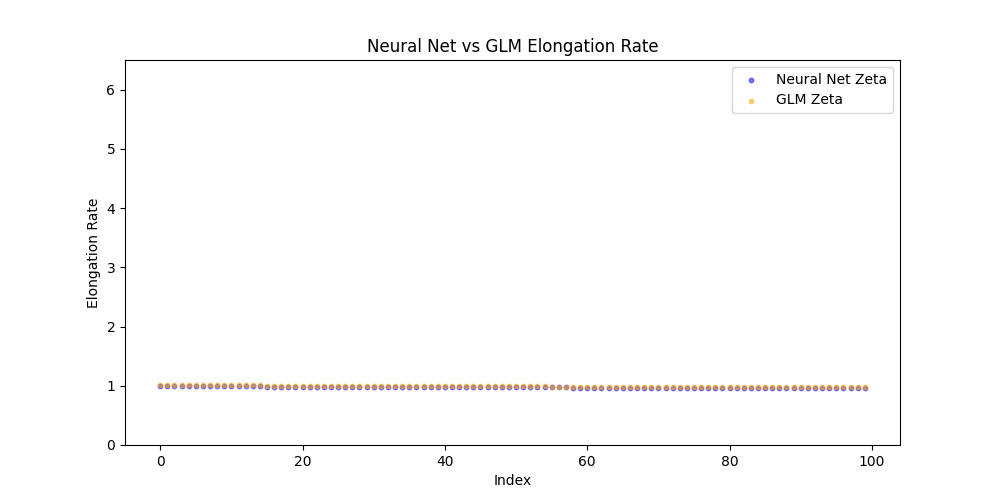 Neural Net vs GLM Elongation Rate
Neural Net Zeta
GLM Zeta
Elongation Rate
6
5
4
3
2
1
0
0 20 40 60 80 100
Index